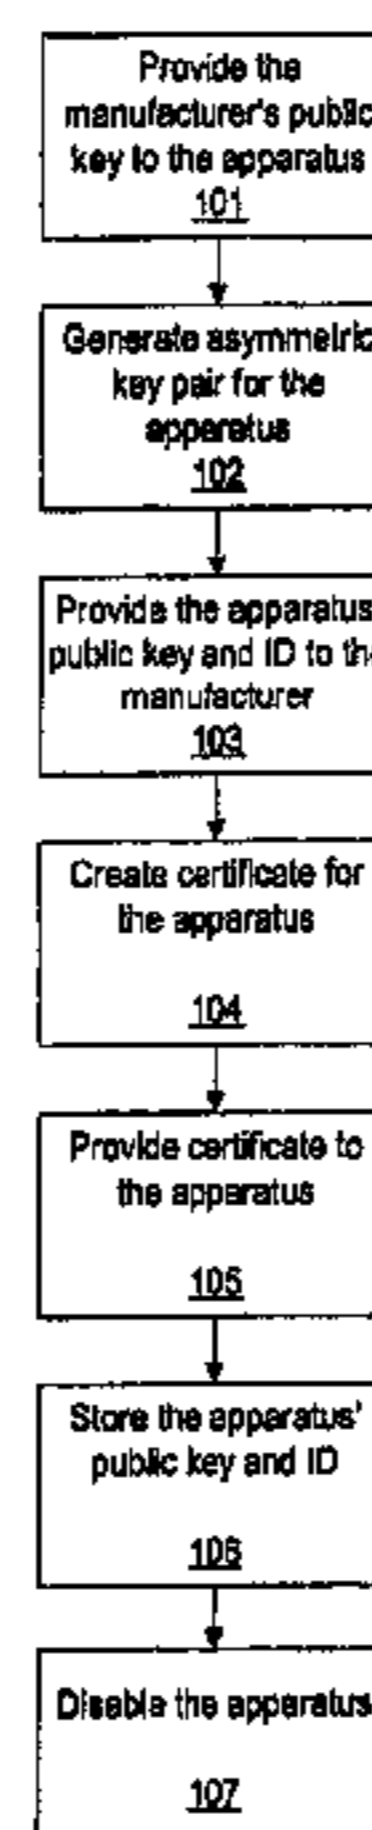 Provide the
manufacturer's public
key to the apparatus
101
Generate asymmetric
key pair for the
apparatus
102
Provide the apparatus
public key and ID to the
manufacturer
103
Create certificate for
the apparatus
104
Provide certificate to
the apparatus
105
Store the apparatus'
public key and ID
106
Disable the apparatus
107